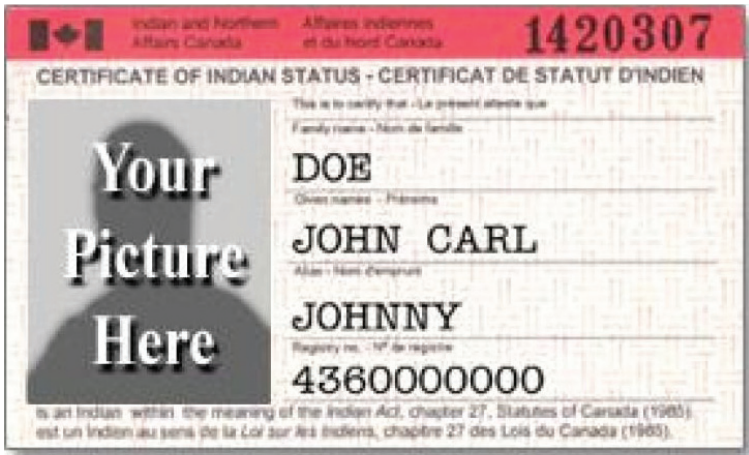 Indian and Northern Affairs Canada
Affaires indiennes et du Nord Canada
1420307
CERTIFICATE OF INDIAN STATUS - CERTIFICAT DE STATUT D'INDIEN
This is to certify that - Le présent atteste que
Family name - Nom de famille
DOE
Given names - Prénoms
JOHN CARL
Alias - Nom d'emprunt
JOHNNY
Registry no. - Nº de registre
4360000000
Your
Picture
Here
is an Indian within the meaning of the Indian Act, chapter 27, Statutes of Canada (1985).
est un Indien au sens de la Loi sur les Indiens, chapitre 27 des Lois du Canada (1985).